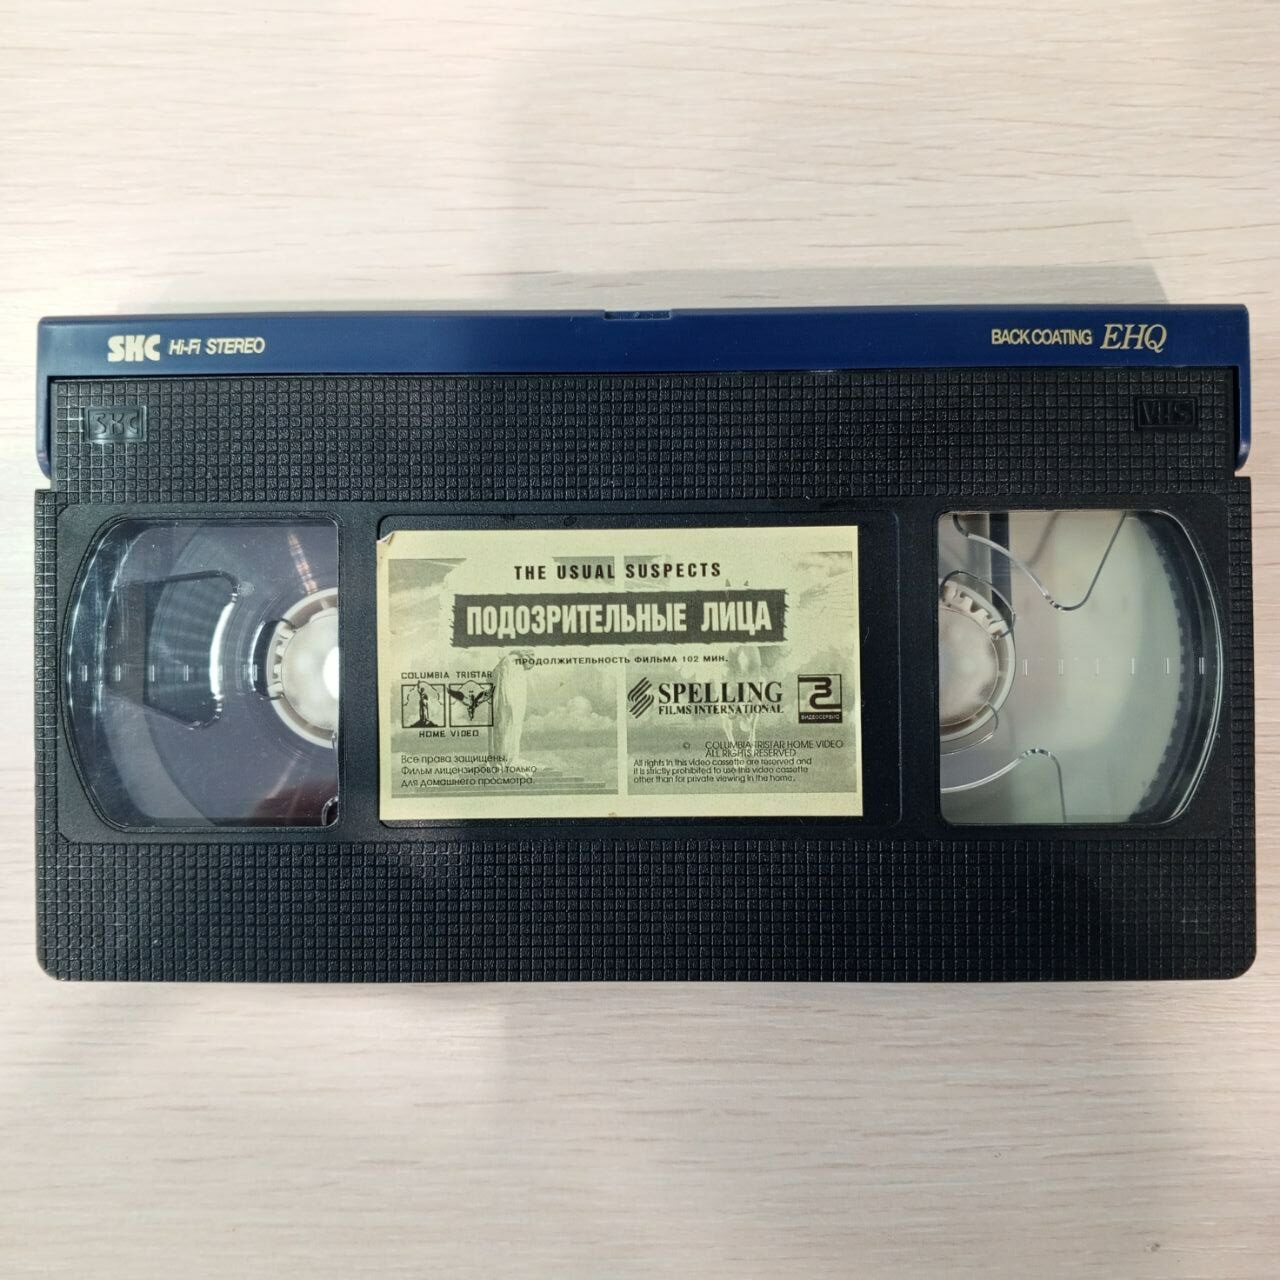 SKC Hi-Fi STEREO
BACK COATING EHQ
SKC
VHS
THE USUAL SUSPECTS
ПОДОЗРИТЕЛЬНЫЕ ЛИЦА
ПРОДОЛЖИТЕЛЬНОСТЬ ФИЛЬМА 102 МИН.
COLUMBIA TRISTAR
HOME VIDEO
SPELLING
FILMS INTERNATIONAL
ВИДЕОСЕРВИС
Все права защищены.
Фильм лицензирован только
для домашнего просмотра.
© COLUMBIA TRISTAR HOME VIDEO
ALL RIGHTS RESERVED
All rights in this video cassette are reserved and
it is strictly prohibited to use this video cassette
other than for private viewing in the home.